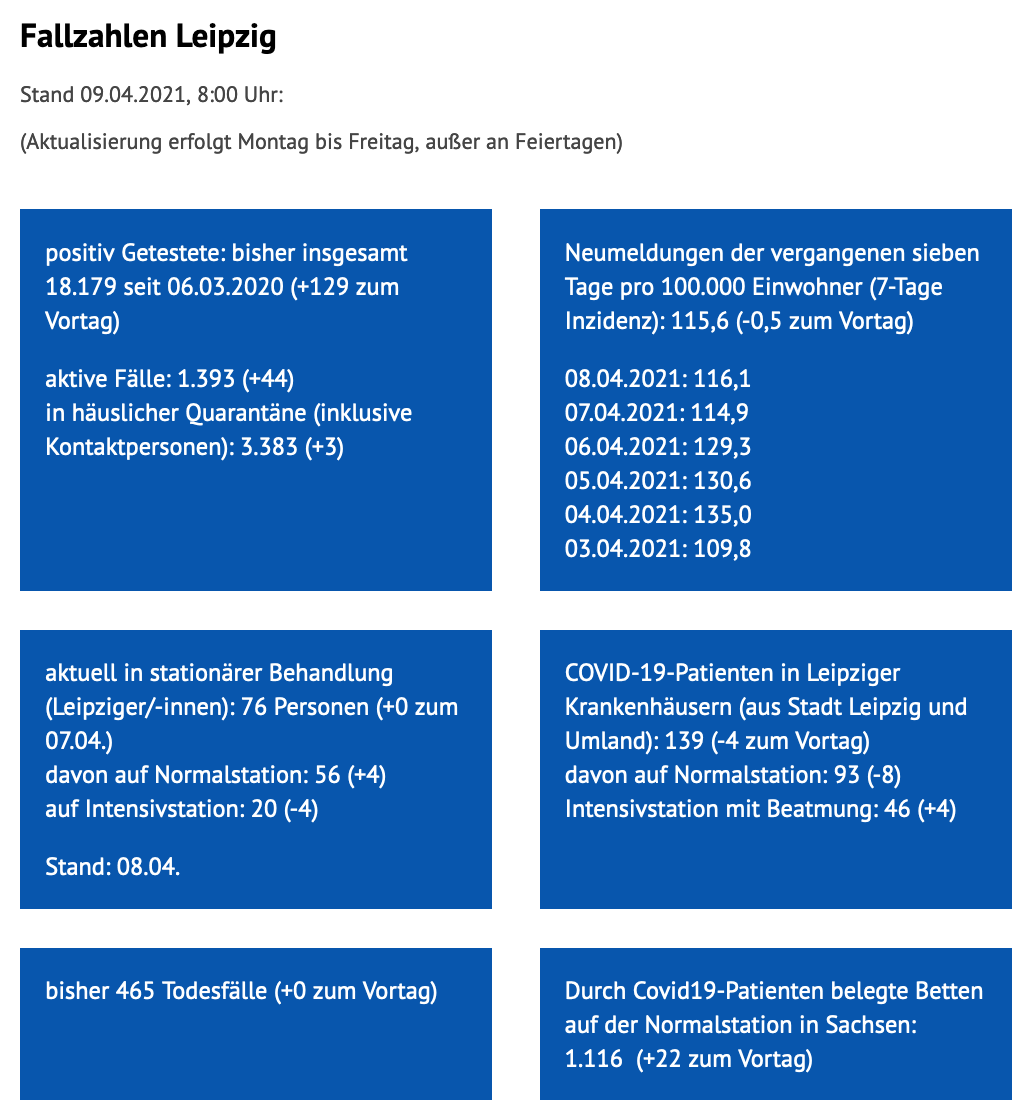 Fallzahlen Leipzig
Stand 09.04.2021, 8:00 Uhr:
(Aktualisierung erfolgt Montag bis Freitag, außer an Feiertagen)
positiv Getestete: bisher insgesamt
18.179 seit 06.03.2020 (+129 zum
Vortag)
aktive Fälle: 1.393 (+44)
in häuslicher Quarantäne (inklusive
Kontaktpersonen): 3.383 (+3)
Neumeldungen der vergangenen sieben
Tage pro 100.000 Einwohner (7-Tage
Inzidenz): 115,6 (-0,5 zum Vortag)
08.04.2021: 116,1
07.04.2021: 114,9
06.04.2021: 129,3
05.04.2021: 130,6
04.04.2021: 135,0
03.04.2021: 109,8
aktuell in stationärer Behandlung
(Leipziger/-innen): 76 Personen (+0 zum
07.04.)
davon auf Normalstation: 56 (+4)
auf Intensivstation: 20 (-4)
Stand: 08.04.
COVID-19-Patienten in Leipziger
Krankenhäusern (aus Stadt Leipzig und
Umland): 139 (-4 zum Vortag)
davon auf Normalstation: 93 (-8)
Intensivstation mit Beatmung: 46 (+4)
bisher 465 Todesfälle (+0 zum Vortag)
Durch Covid19-Patienten belegte Betten
auf der Normalstation in Sachsen:
1.116 (+22 zum Vortag)